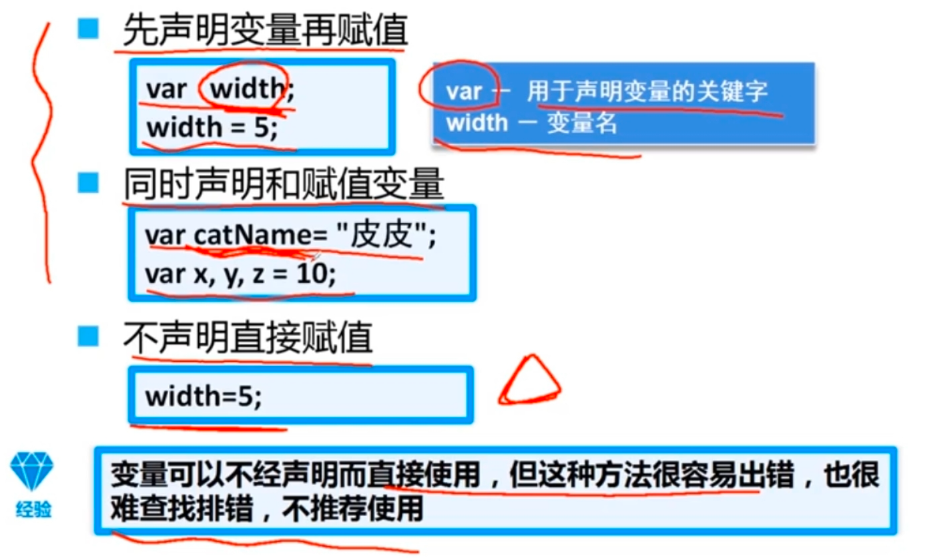 先声明变量再赋值
var width;
width = 5;
var － 用于声明变量的关键字
width － 变量名
同时声明和赋值变量
var catName= "皮皮";
var x, y, z = 10;
不声明直接赋值
width=5;
经验
变量可以不经声明而直接使用，但这种方法很容易出错，也很
难查找排错，不推荐使用